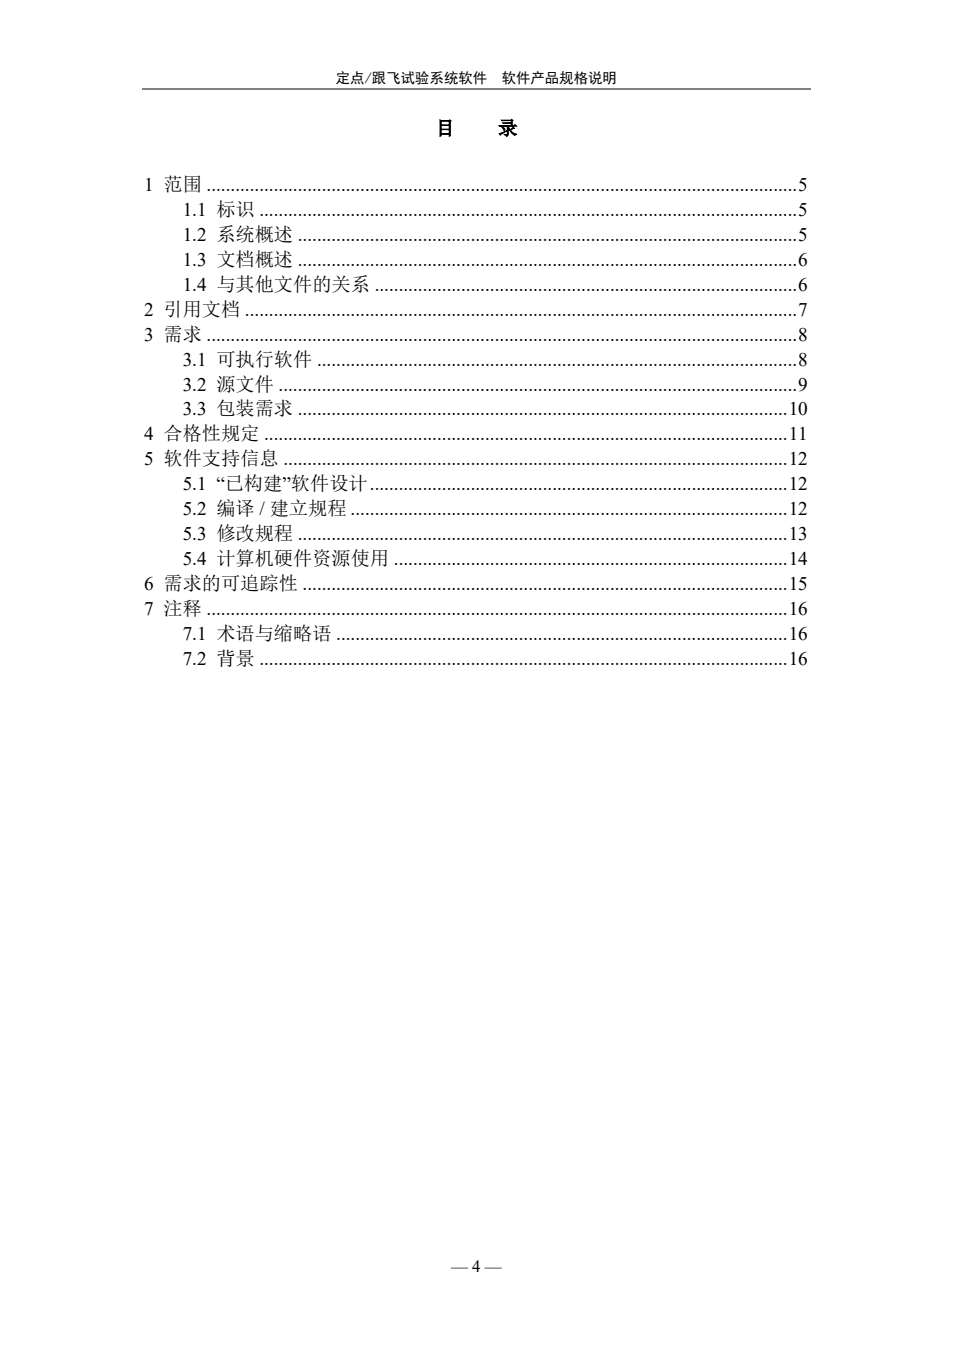 定点/跟飞试验系统软件　软件产品规格说明
目　录
1 范围 ........................................ 5
1.1 标识 ........................................ 5
1.2 系统概述 ........................................ 5
1.3 文档概述 ........................................ 6
1.4 与其他文件的关系 ........................................ 6
2 引用文档 ........................................ 7
3 需求 ........................................ 8
3.1 可执行软件 ........................................ 8
3.2 源文件 ........................................ 9
3.3 包装需求 ........................................ 10
4 合格性规定 ........................................ 11
5 软件支持信息 ........................................ 12
5.1 “已构建”软件设计 ........................................ 12
5.2 编译 / 建立规程 ........................................ 12
5.3 修改规程 ........................................ 13
5.4 计算机硬件资源使用 ........................................ 14
6 需求的可追踪性 ........................................ 15
7 注释 ........................................ 16
7.1 术语与缩略语 ........................................ 16
7.2 背景 ........................................ 16
— 4 —